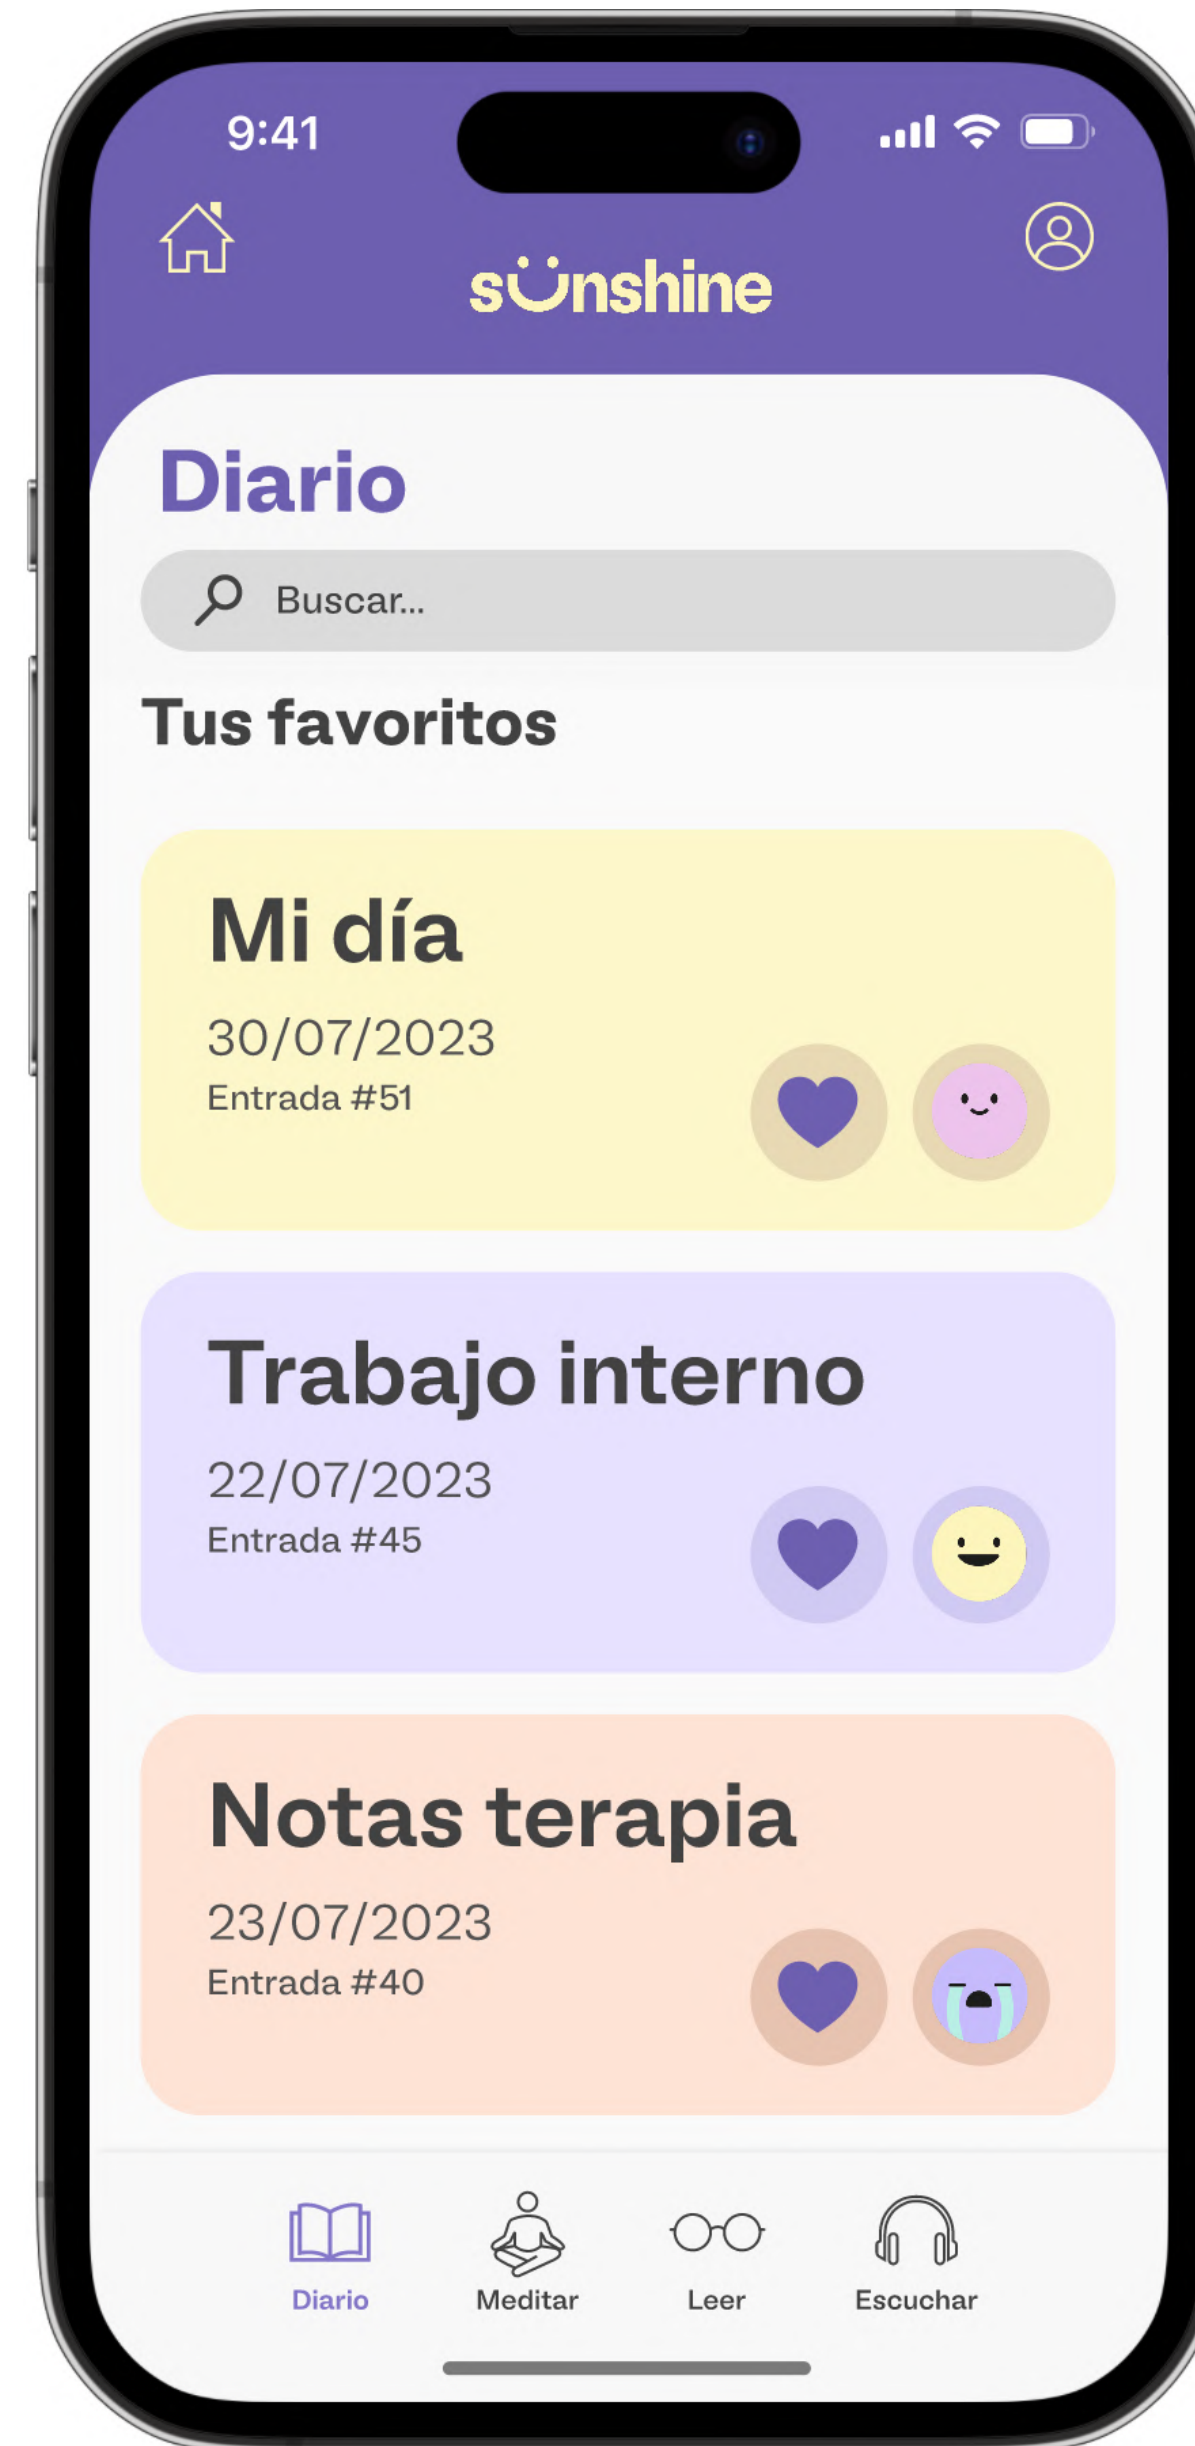 9:41
sünshine
Diario
Buscar...
Tus favoritos
Mi día
30/07/2023
Entrada #51
Trabajo interno
22/07/2023
Entrada #45
Notas terapia
23/07/2023
Entrada #40
Diario
Meditar
Leer
Escuchar